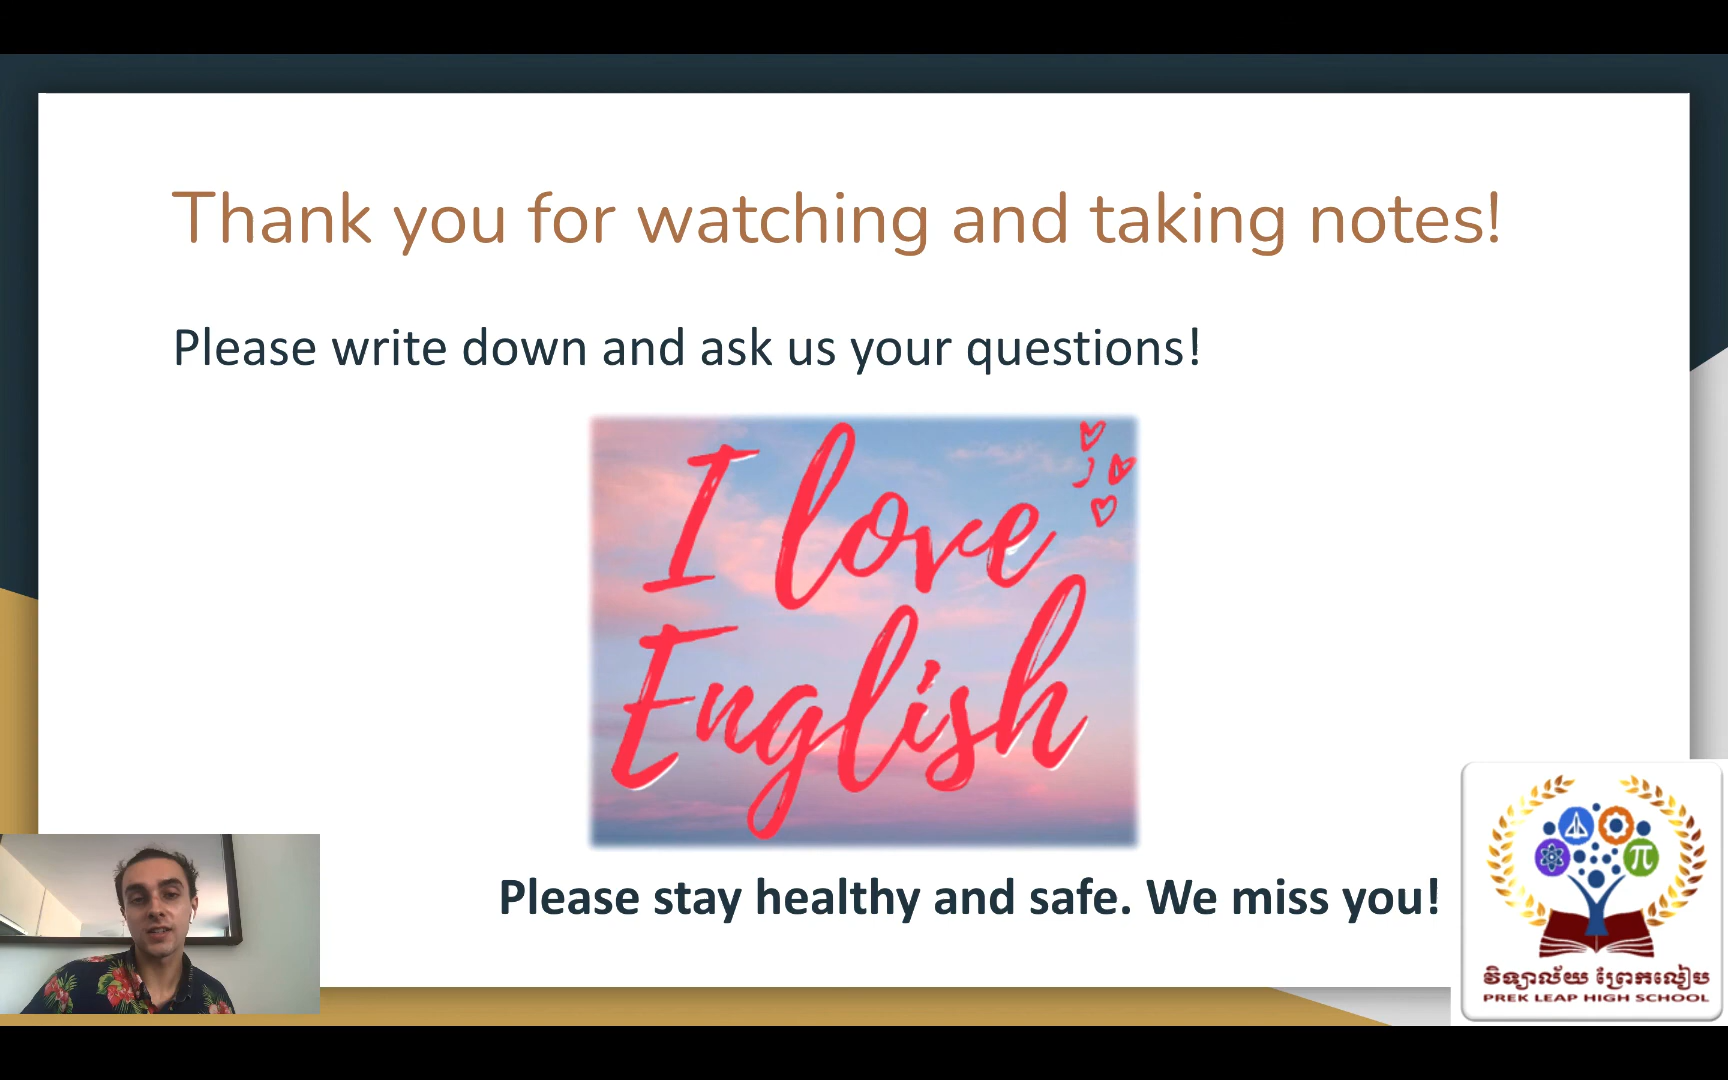 Thank you for watching and taking notes!
Please write down and ask us your questions!
I love
English
Please stay healthy and safe. We miss you!
π
វិទ្យាល័យ ព្រែកលៀប
PREK LEAP HIGH SCHOOL